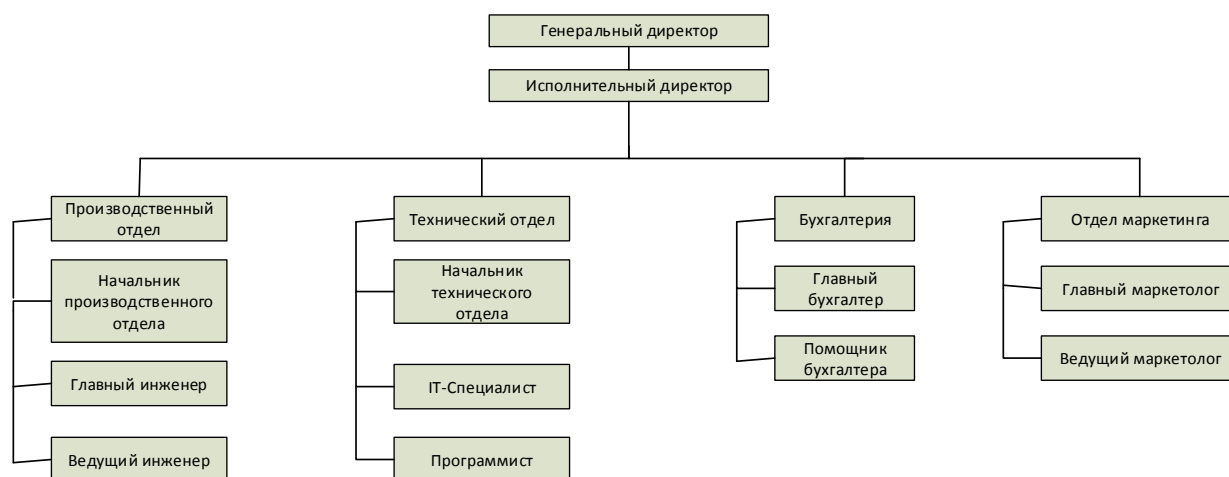 Генеральный директор
Исполнительный директор
Производственный
отдел
Технический отдел
Бухгалтерия
Отдел маркетинга
Начальник
производственного
отдела
Начальник
технического
отдела
Главный
бухгалтер
Главный маркетолог
Главный инженер
IT-Специалист
Помощник
бухгалтера
Ведущий маркетолог
Ведущий инженер
Программист